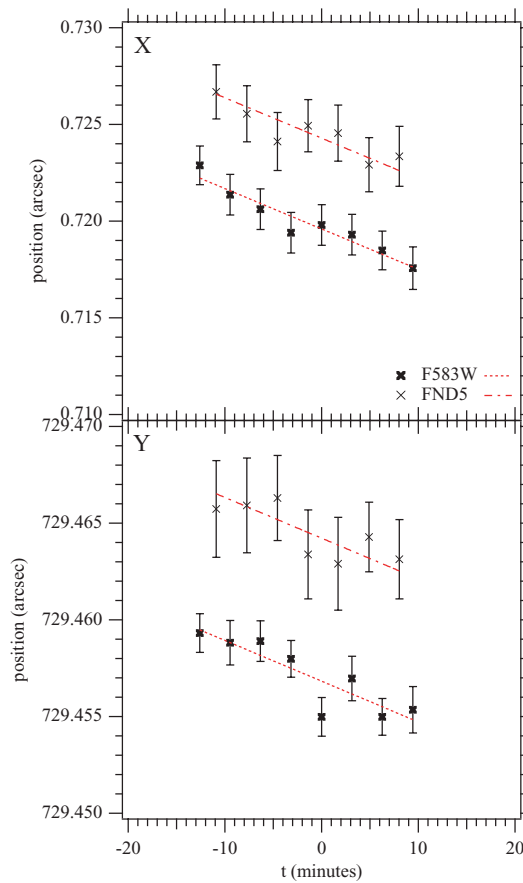 0.730
X
0.725
0.720
position (arcsec)
0.715
F583W
FND5
0.710
729.470
Y
729.465
729.460
position (arcsec)
729.455
729.450
-20 -10 0 10 20
t (minutes)